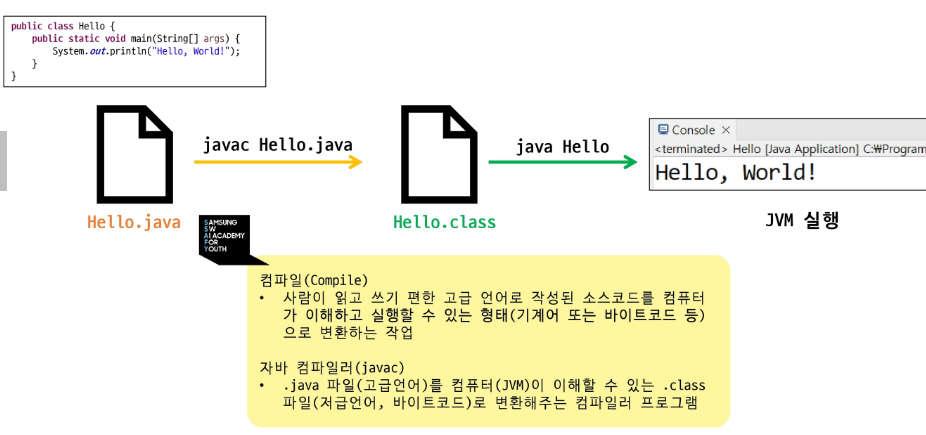 public class Hello {
public static void main(String[] args) {
System.out.println("Hello, World!");
}
}
javac Hello.java
java Hello
Console ×
<terminated> Hello [Java Application] C:₩Program
Hello, World!
Hello.java
Hello.class
JVM 실행
SAMSUNG
SW
AI ACADEMY
FOR
YOUTH
컴파일(Compile)
• 사람이 읽고 쓰기 편한 고급 언어로 작성된 소스코드를 컴퓨터
가 이해하고 실행할 수 있는 형태(기계어 또는 바이트코드 등)
으로 변환하는 작업
자바 컴파일러(javac)
• .java 파일(고급언어)를 컴퓨터(JVM)이 이해할 수 있는 .class
파일(저급언어, 바이트코드)로 변환해주는 컴파일러 프로그램